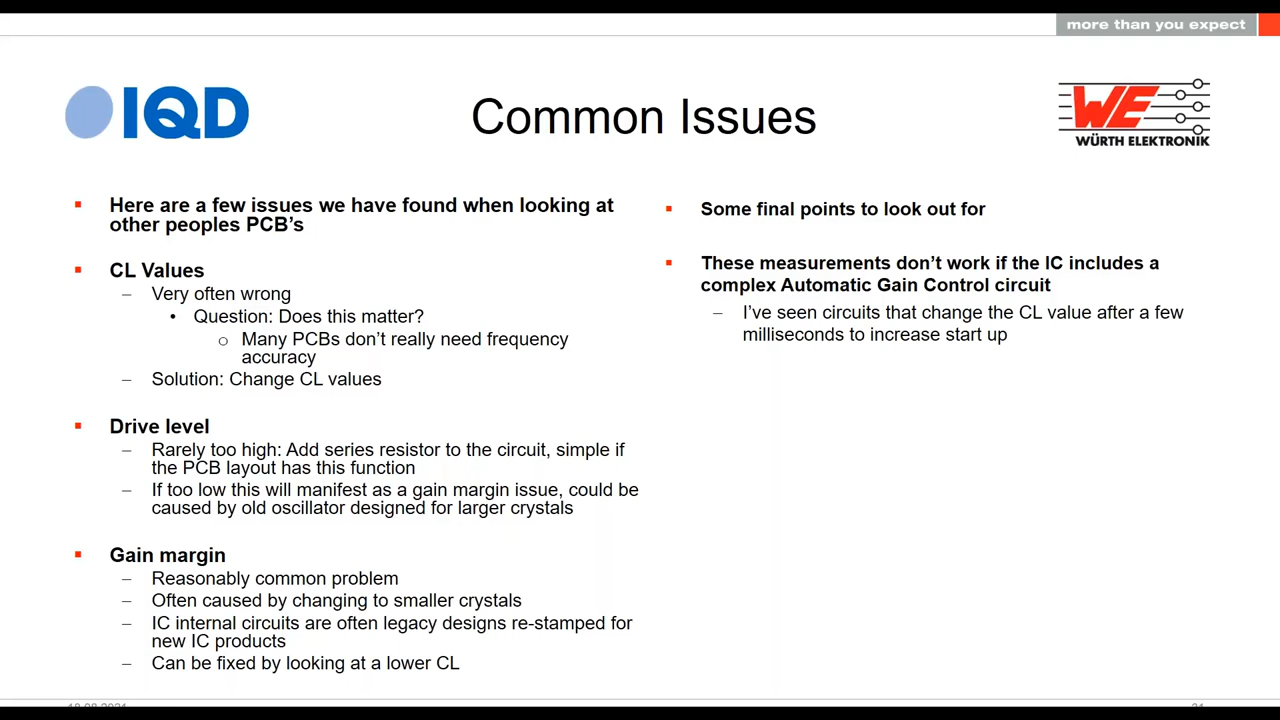 more than you expect
IQD
Common Issues
WE
WÜRTH ELEKTRONIK
Here are a few issues we have found when looking at
other peoples PCB's
CL Values
– Very often wrong
• Question: Does this matter?
o Many PCBs don't really need frequency
accuracy
– Solution: Change CL values
Drive level
– Rarely too high: Add series resistor to the circuit, simple if
the PCB layout has this function
– If too low this will manifest as a gain margin issue, could be
caused by old oscillator designed for larger crystals
Gain margin
– Reasonably common problem
– Often caused by changing to smaller crystals
– IC internal circuits are often legacy designs re-stamped for
new IC products
– Can be fixed by looking at a lower CL
Some final points to look out for
These measurements don't work if the IC includes a
complex Automatic Gain Control circuit
– I've seen circuits that change the CL value after a few
milliseconds to increase start up